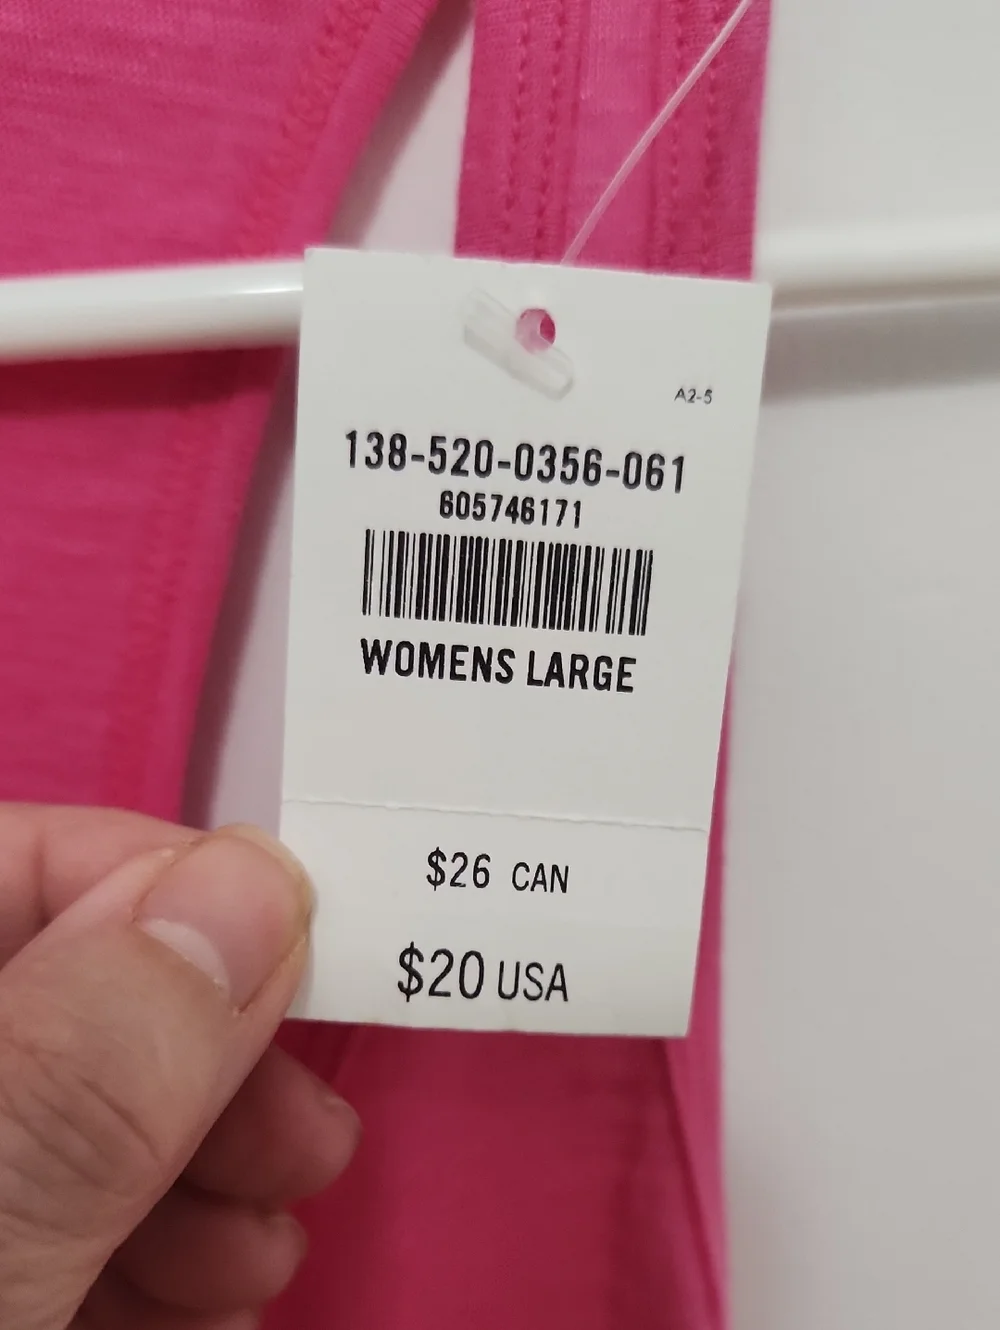 A2-5
138-520-0356-061
605746171
WOMENS LARGE
$26 CAN
$20 USA